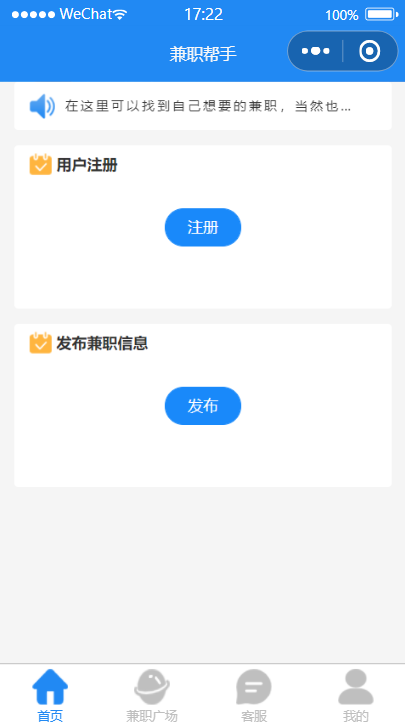 WeChat 17:22 100%
兼职帮手
在这里可以找到自己想要的兼职，当然也...
用户注册
注册
发布兼职信息
发布
首页 兼职广场 客服 我的